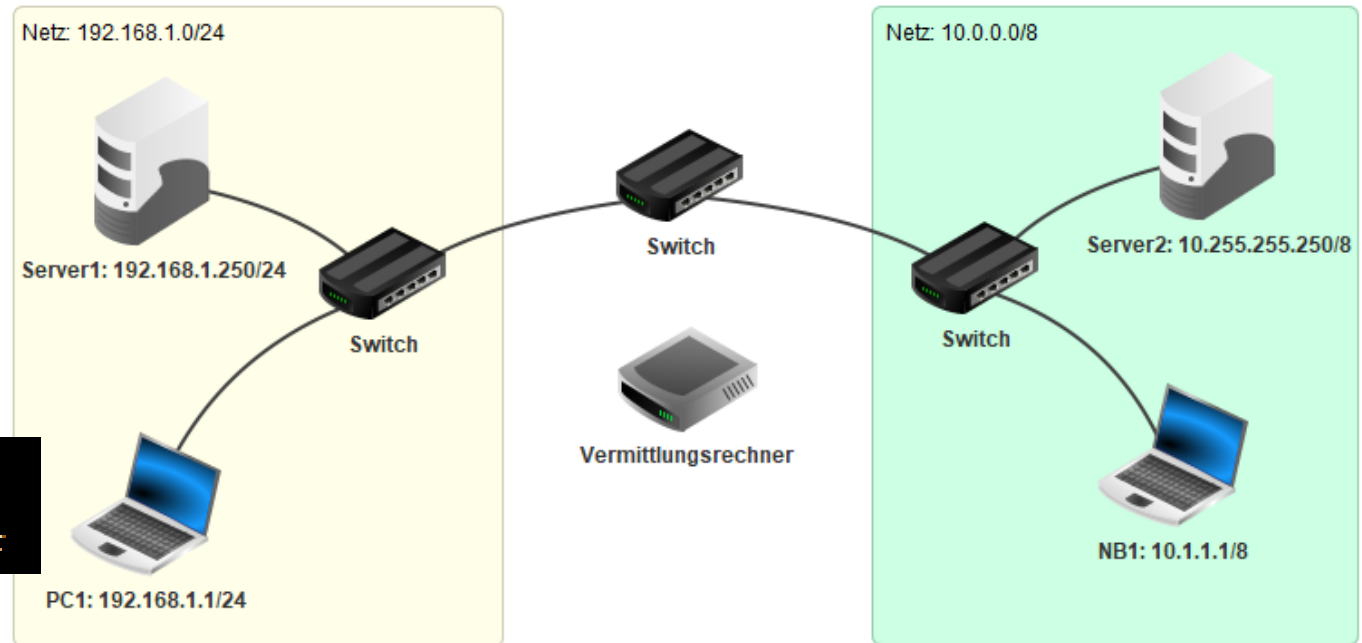 Netz: 192.168.1.0/24
Netz: 10.0.0.0/8
Server1: 192.168.1.250/24
Switch
Switch
Server2: 10.255.255.250/8
Switch
Vermittlungsrechner
PC1: 192.168.1.1/24
NB1: 10.1.1.1/8